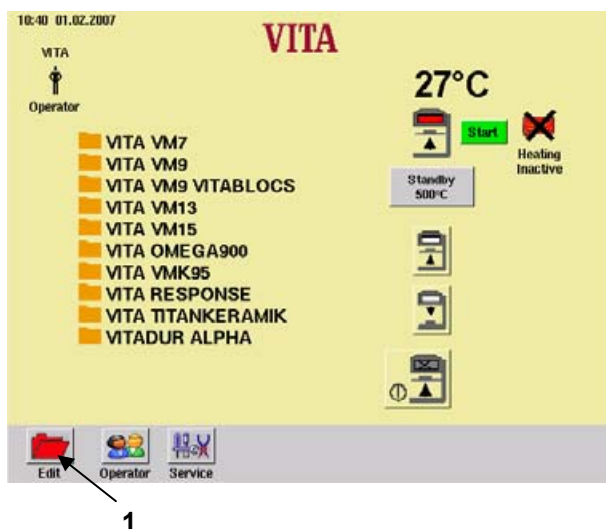 10:40 01.02.2007
VITA
VITA
Operator
27°C
Start
Heating
Inactive
Standby
500°C
VITA VM7
VITA VM9
VITA VM9 VITABLOCS
VITA VM13
VITA VM15
VITA OMEGA900
VITA VMK95
VITA RESPONSE
VITA TITANKERAMIK
VITADUR ALPHA
Edit
Operator
Service
1